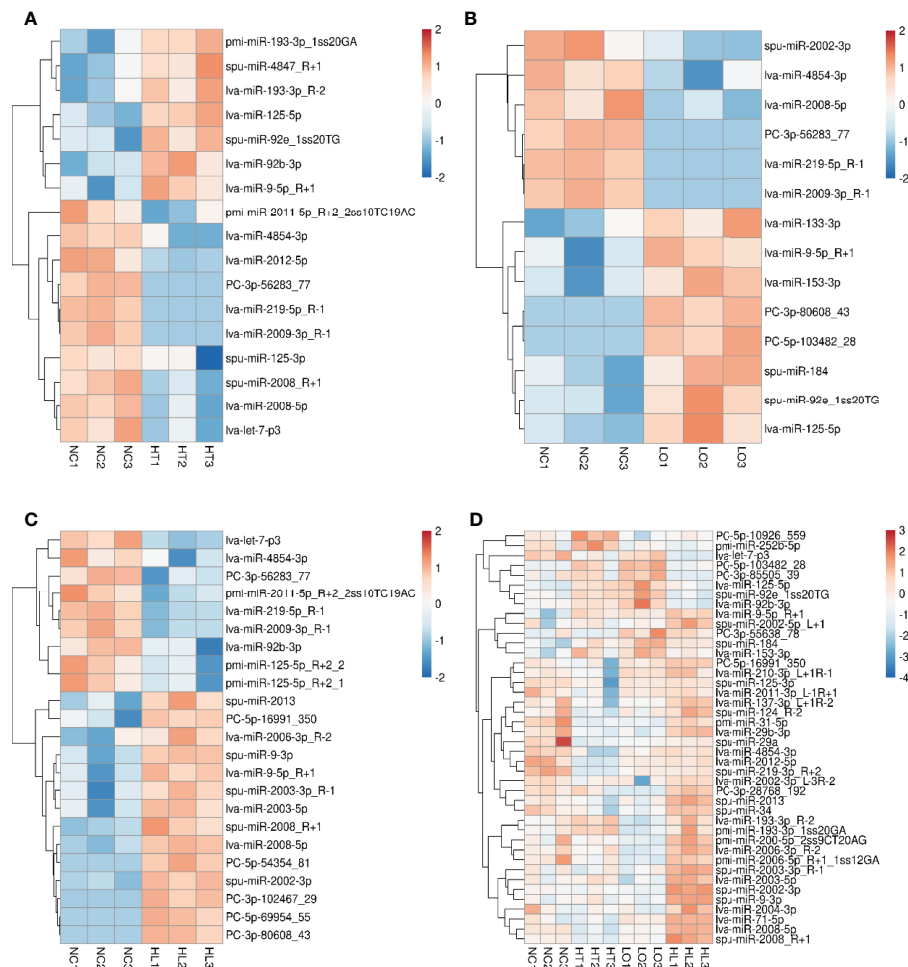 A
pmi-miR-193-3p_1ss20GA
spu-miR-4847_R+1
lva-miR-193-3p_R-2
lva-miR-125-5p
spu-miR-92e_1ss20TG
lva-miR-92b-3p
lva-miR-9-5p_R+1
pmi-miR-2011-5p_R+2_2ss10TC19AC
lva-miR-4854-3p
lva-miR-2012-5p
PC-3p-56283_77
lva-miR-219-5p_R-1
lva-miR-2009-3p_R-1
spu-miR-125-3p
spu-miR-2008_R+1
lva-miR-2008-5p
lva-let-7-p3
NC1 NC2 NC3 HT1 HT2 HT3
2
1
0
-1
-2
B
spu-miR-2002-3p
lva-miR-4854-3p
lva-miR-2008-5p
PC-3p-56283_77
lva-miR-219-5p_R-1
lva-miR-2009-3p_R-1
lva-miR-133-3p
lva-miR-9-5p_R+1
lva-miR-153-3p
PC-3p-80608_43
PC-5p-103482_28
spu-miR-184
spu-miR-92e_1ss20TG
lva-miR-125-5p
NC1 NC2 NC3 LO1 LO2 LO3
2
1
0
-1
-2
C
lva-let-7-p3
lva-miR-4854-3p
PC-3p-56283_77
pmi-miR-2011-5p_R+2_2ss10TC19AC
lva-miR-219-5p_R-1
lva-miR-2009-3p_R-1
lva-miR-92b-3p
pmi-miR-125-5p_R+2_2
pmi-miR-125-5p_R+2_1
spu-miR-2013
PC-5p-16991_350
lva-miR-2006-3p_R-2
spu-miR-9-3p
lva-miR-9-5p_R+1
spu-miR-2003-3p_R-1
lva-miR-2003-5p
spu-miR-2008_R+1
lva-miR-2008-5p
PC-5p-54354_81
spu-miR-2002-3p
PC-3p-102467_29
PC-5p-69954_55
PC-3p-80608_43
NC1 NC2 NC3 HL1 HL2 HL3
2
1
0
-1
-2
D
PC-5p-10926_559
pmi-miR-252b-5p
lva-let-7-p3
PC-5p-103482_28
PC-3p-85505_39
lva-miR-125-5p
spu-miR-92e_1ss20TG
lva-miR-92b-3p
lva-miR-9-5p_R+1
spu-miR-2002-5p_L+1
PC-3p-55638_78
spu-miR-184
lva-miR-153-3p
PC-5p-16991_350
lva-miR-210-3p_L+1R-1
spu-miR-125-3p
lva-miR-2011-3p_L-1R+1
lva-miR-137-3p_L+1R-2
spu-miR-124_R-2
pmi-miR-31-5p
lva-miR-29b-3p
spu-miR-29a
lva-miR-4854-3p
lva-miR-2012-5p
spu-miR-219-3p_R+2
lva-miR-2002-3p_L-3R-2
PC-3p-28768_192
spu-miR-2013
spu-miR-34
lva-miR-193-3p_R-2
pmi-miR-193-3p_1ss20GA
pmi-miR-200-5p_2ss9CT20AG
lva-miR-2006-3p_R-2
pmi-miR-2006-5p_R+1_1ss12GA
spu-miR-2003-3p_R-1
lva-miR-2003-5p
spu-miR-2002-3p
spu-miR-9-3p
lva-miR-2004-3p
lva-miR-71-5p
lva-miR-2008-5p
spu-miR-2008_R+1
NC1 NC2 NC3 HT1 HT2 HT3 LO1 LO2 LO3 HL1 HL2 HL3
3
2
1
0
-1
-2
-3
-4